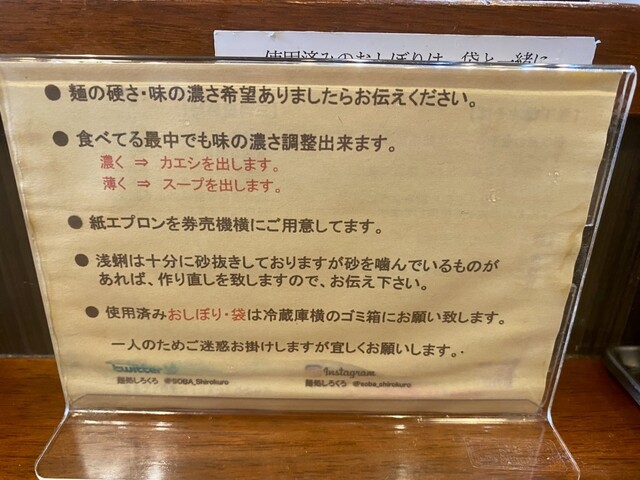 使用済みのおしぼりは、袋と一緒に
● 麺の硬さ・味の濃さ希望ありましたらお伝えください。
● 食べてる最中でも味の濃さ調整出来ます。
濃く ⇒ カエシを出します。
薄く ⇒ スープを出します。
● 紙エプロンを券売機横にご用意してます。
● 浅蜊は十分に砂抜きしておりますが砂を噛んでいるものが
あれば、作り直しを致しますので、お伝え下さい。
● 使用済みおしぼり・袋は冷蔵庫横のゴミ箱にお願い致します。
一人のためご迷惑お掛けしますが宜しくお願いします。
twitter Instagram
麺処しろくろ @SOBA_Shirokuro 麺処しろくろ @soba_shirokuro